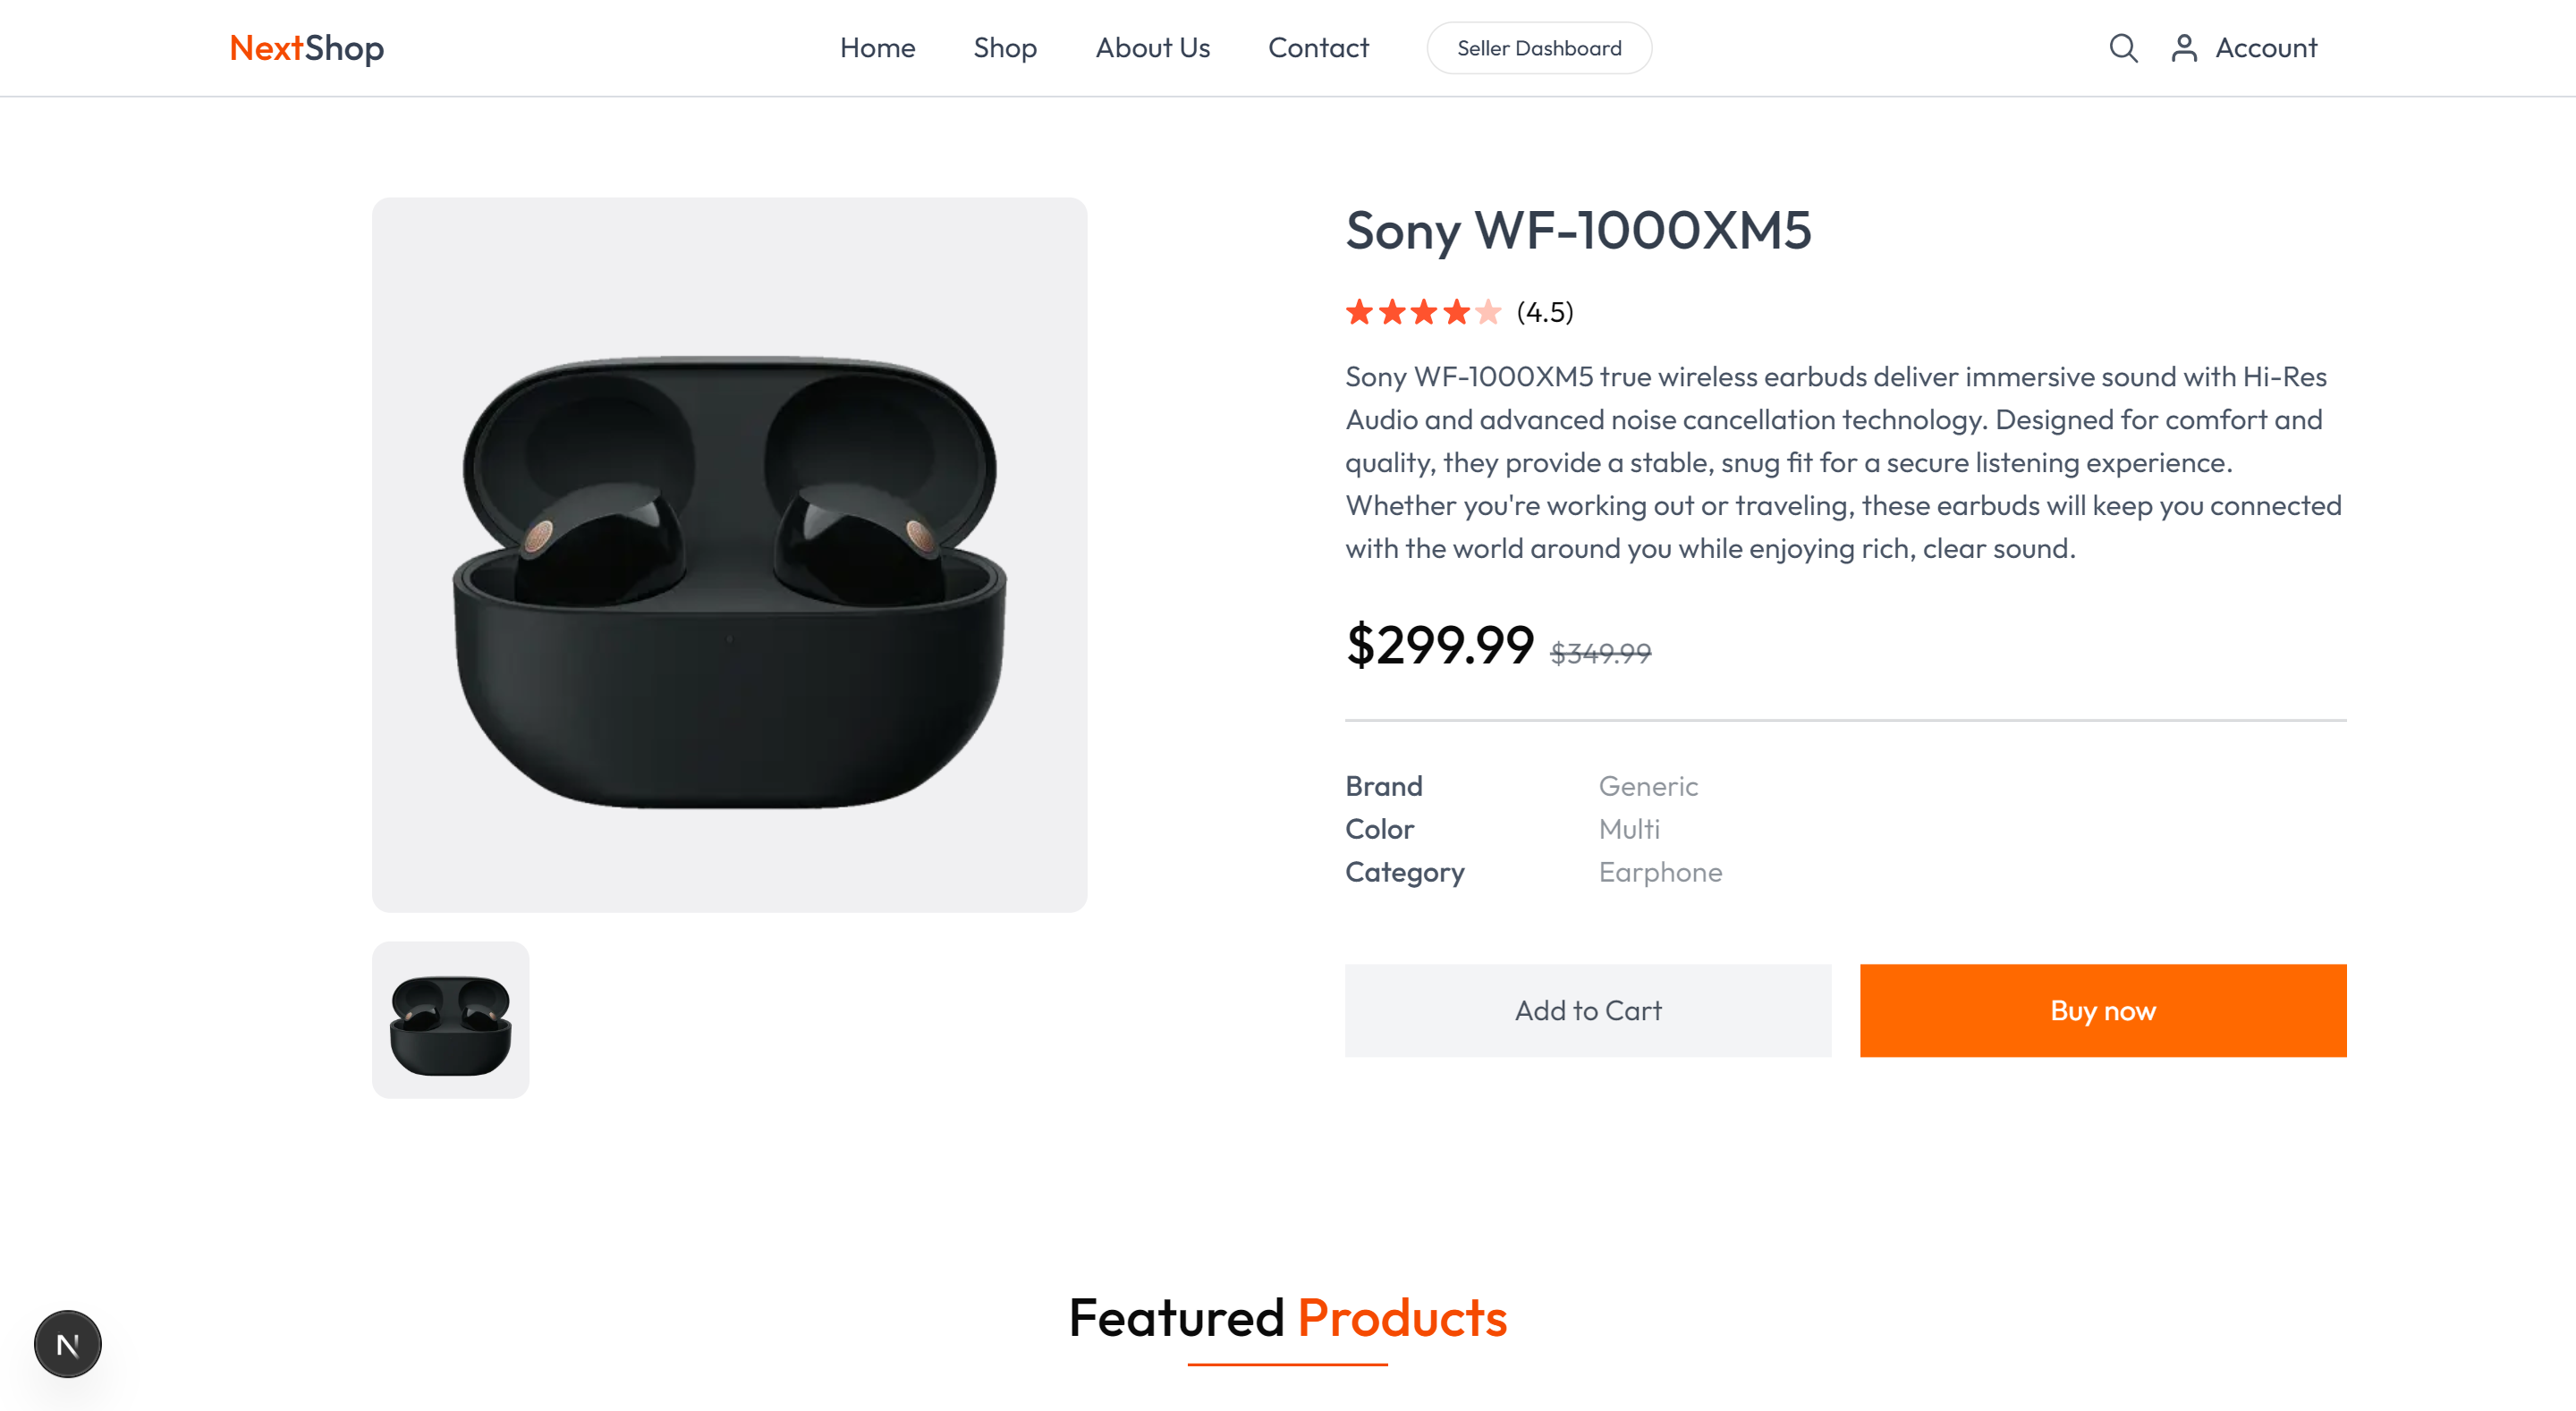 NextShop
Home
Shop
About Us
Contact
Seller Dashboard
Account
Sony WF-1000XM5
(4.5)
Sony WF-1000XM5 true wireless earbuds deliver immersive sound with Hi-Res
Audio and advanced noise cancellation technology. Designed for comfort and
quality, they provide a stable, snug fit for a secure listening experience.
Whether you're working out or traveling, these earbuds will keep you connected
with the world around you while enjoying rich, clear sound.
$299.99 $349.99
Brand Generic
Color Multi
Category Earphone
Add to Cart
Buy now
Featured Products
N